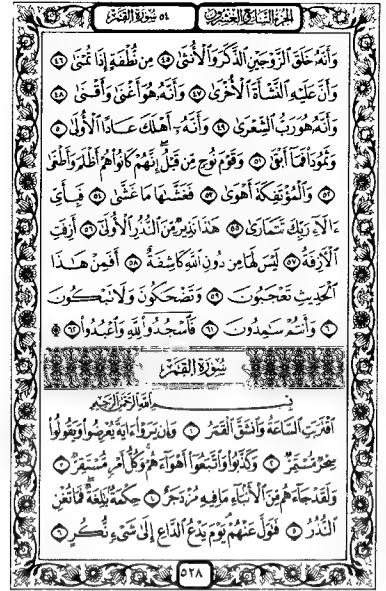 الجزء السابع والعشرون ٥٤ سورة القمر
وَأَنَّهُۥ خَلَقَ ٱلزَّوۡجَيۡنِ ٱلذَّكَرَ وَٱلۡأُنثَىٰ ٤٥ مِن نُّطۡفَةٍ إِذَا تُمۡنَىٰ ٤٦
وَأَنَّ عَلَيۡهِ ٱلنَّشۡأَةَ ٱلۡأُخۡرَىٰ ٤٧ وَأَنَّهُۥ هُوَ أَغۡنَىٰ وَأَقۡنَىٰ ٤٨
وَأَنَّهُۥ هُوَ رَبُّ ٱلشِّعۡرَىٰ ٤٩ وَأَنَّهُۥٓ أَهۡلَكَ عَادًا ٱلۡأُولَىٰ ٥٠
وَثَمُودَاْ فَمَآ أَبۡقَىٰ ٥١ وَقَوۡمَ نُوحٖ مِّن قَبۡلُۖ إِنَّهُمۡ كَانُواْ هُمۡ أَظۡلَمَ وَأَطۡغَىٰ
٥٢ وَٱلۡمُؤۡتَفِكَةَ أَهۡوَىٰ ٥٣ فَغَشَّىٰهَا مَا غَشَّىٰ ٥٤ فَبِأَيِّ
ءَالَآءِ رَبِّكَ تَتَمَارَىٰ ٥٥ هَٰذَا نَذِيرٞ مِّنَ ٱلنُّذُرِ ٱلۡأُولَىٰٓ ٥٦ أَزِفَتِ
ٱلۡأٓزِفَةُ ٥٧ لَيۡسَ لَهَا مِن دُونِ ٱللَّهِ كَاشِفَةٌ ٥٨ أَفَمِنۡ هَٰذَا
ٱلۡحَدِيثِ تَعۡجَبُونَ ٥٩ وَتَضۡحَكُونَ وَلَا تَبۡكُونَ
٦٠ وَأَنتُمۡ سَٰمِدُونَ ٦١ فَٱسۡجُدُواْۤ لِلَّهِۤ وَٱعۡبُدُواْ۩ ٦٢
سورة القمر
بِسۡمِ ٱللَّهِ ٱلرَّحۡمَٰنِ ٱلرَّحِيمِ
ٱقۡتَرَبَتِ ٱلسَّاعَةُ وَٱنشَقَّ ٱلۡقَمَرُ ١ وَإِن يَرَوۡاْ ءَايَةٗ يُعۡرِضُواْ وَيَقُولُواْ
سِحۡرٞ مُّسۡتَمِرّٞ ٢ وَكَذَّبُواْ وَٱتَّبَعُوٓاْ أَهۡوَآءَهُمۡۚ وَكُلُّ أَمۡرٖ مُّسۡتَقِرّٞ ٣
وَلَقَدۡ جَآءَهُم مِّنَ ٱلۡأَنۢبَآءِ مَا فِيهِ مُزۡدَجَرٌ ٤ حِكۡمَةُۢ بَٰلِغَةٞۖ فَمَا تُغۡنِ
ٱلنُّذُرُ ٥ فَتَوَلَّ عَنۡهُمۡۘ يَوۡمَ يَدۡعُ ٱلدَّاعِ إِلَىٰ شَيۡءٖ نُّكُرٍ ٦
٥٢٨